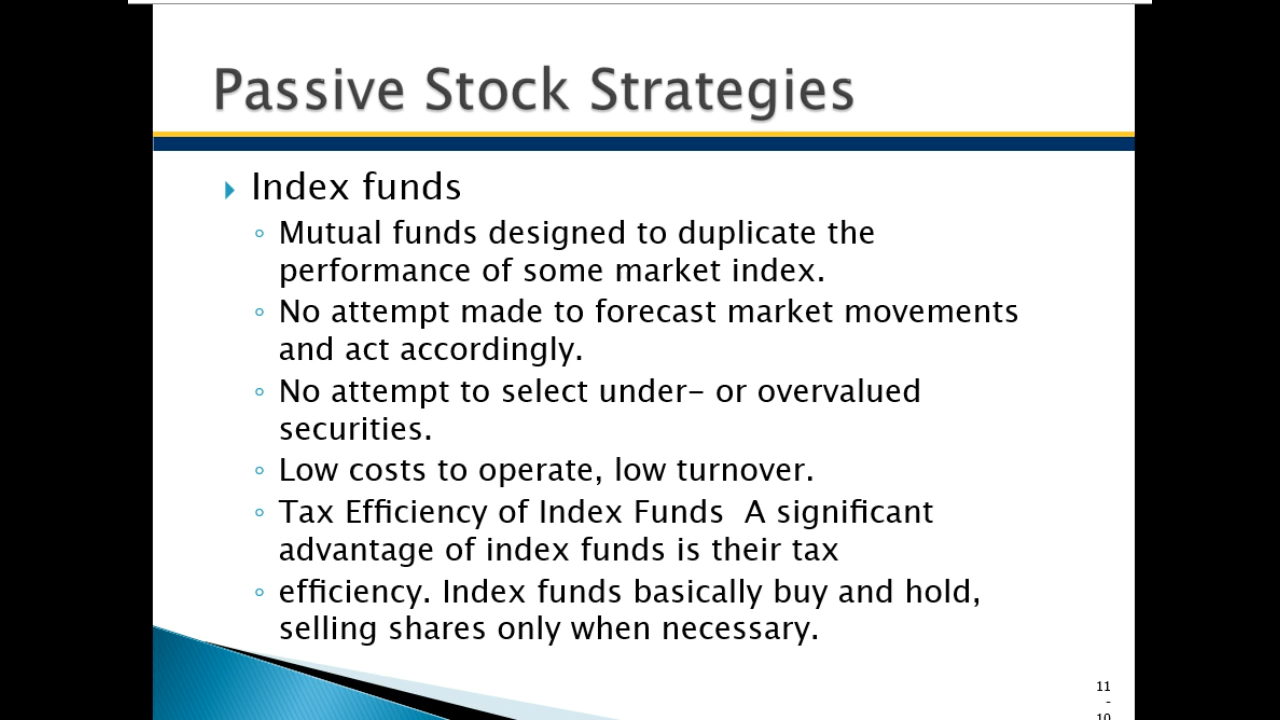 Passive Stock Strategies
Index funds
Mutual funds designed to duplicate the
performance of some market index.
No attempt made to forecast market movements
and act accordingly.
No attempt to select under- or overvalued
securities.
Low costs to operate, low turnover.
Tax Efficiency of Index Funds  A significant
advantage of index funds is their tax
efficiency. Index funds basically buy and hold,
selling shares only when necessary.
11
-
10